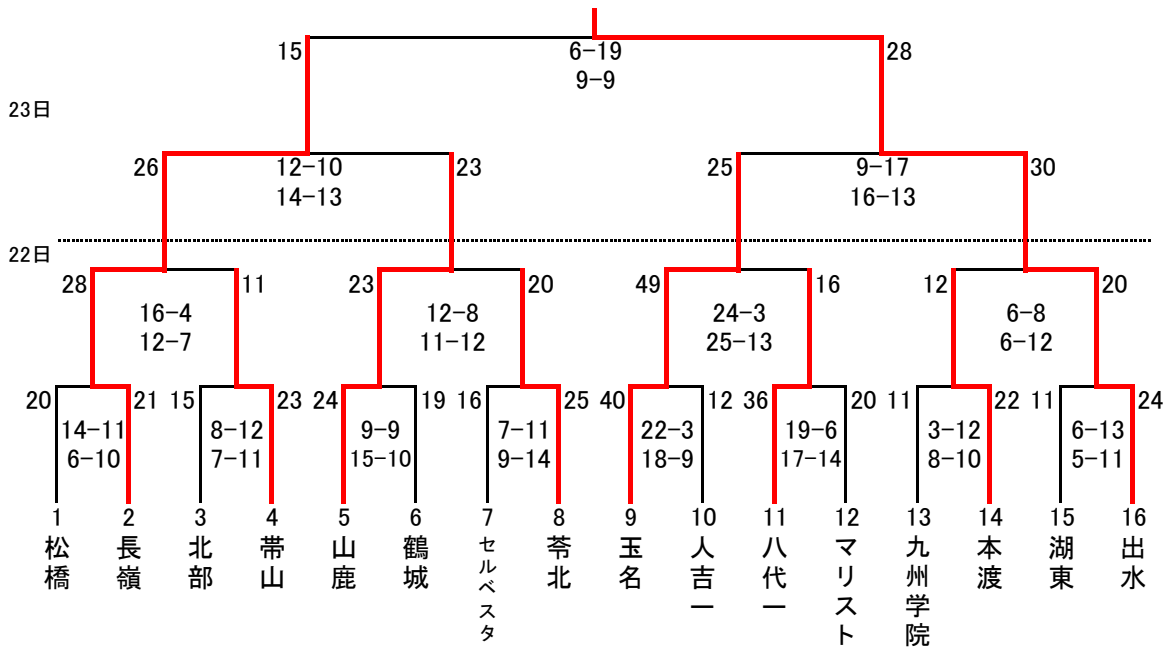 15 6−19 28
9−9
23日
26 12−10 23 25 9−17 30
14−13 16−13
22日
28 11 23 20 49 16 12 20
16−4 12−8 24−3 6−8
12−7 11−12 25−13 6−12
20 21 15 23 24 19 16 25 40 12 36 20 11 22 11 24
14−11 8−12 9−9 7−11 22−3 19−6 3−12 6−13
6−10 7−11 15−10 9−14 18−9 17−14 8−10 5−11
1 2 3 4 5 6 7 8 9 10 11 12 13 14 15 16
松橋
長嶺
北部
帯山
山鹿
鶴城
セルベスタ
苓北
玉名
人吉一
八代一
マリスト
九州学院
本渡
湖東
出水